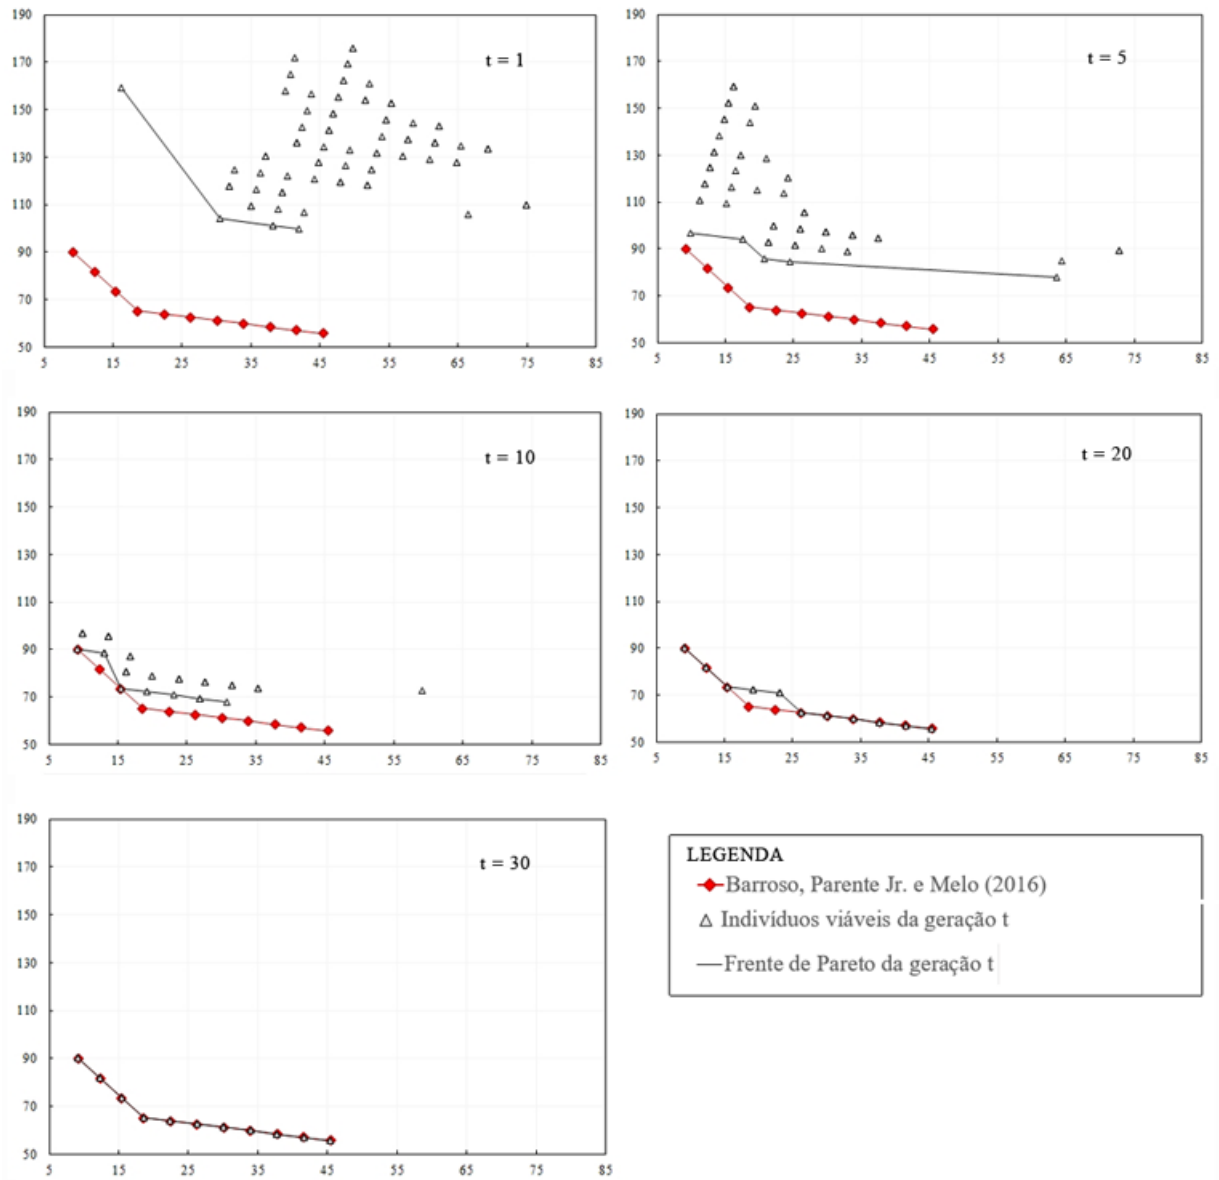 190
170
150
130
110
90
70
50
5 15 25 35 45 55 65 75 85
t = 1
190
170
150
130
110
90
70
50
5 15 25 35 45 55 65 75 85
t = 5
190
170
150
130
110
90
70
50
5 15 25 35 45 55 65 75 85
t = 10
190
170
150
130
110
90
70
50
5 15 25 35 45 55 65 75 85
t = 20
190
170
150
130
110
90
70
50
5 15 25 35 45 55 65 75 85
t = 30
LEGENDA
Barroso, Parente Jr. e Melo (2016)
Indivíduos viáveis da geração t
Frente de Pareto da geração t